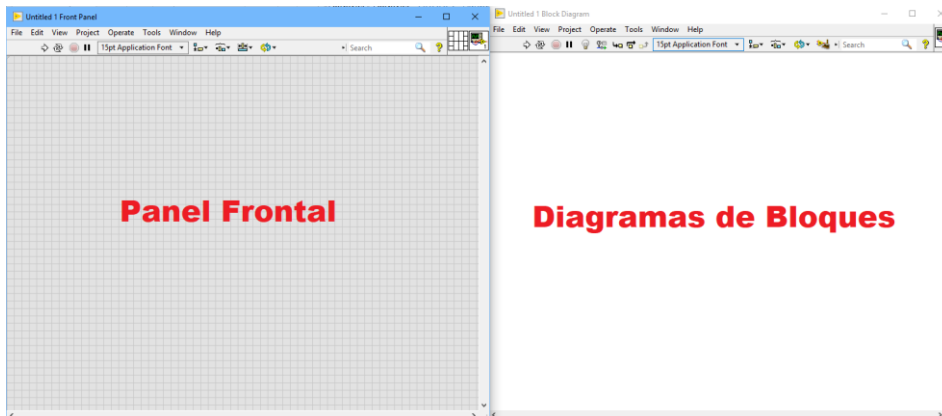 Untitled 1 Front Panel
File Edit View Project Operate Tools Window Help
15pt Application Font
Search
Panel Frontal
Untitled 1 Block Diagram
File Edit View Project Operate Tools Window Help
15pt Application Font
Search
Diagramas de Bloques